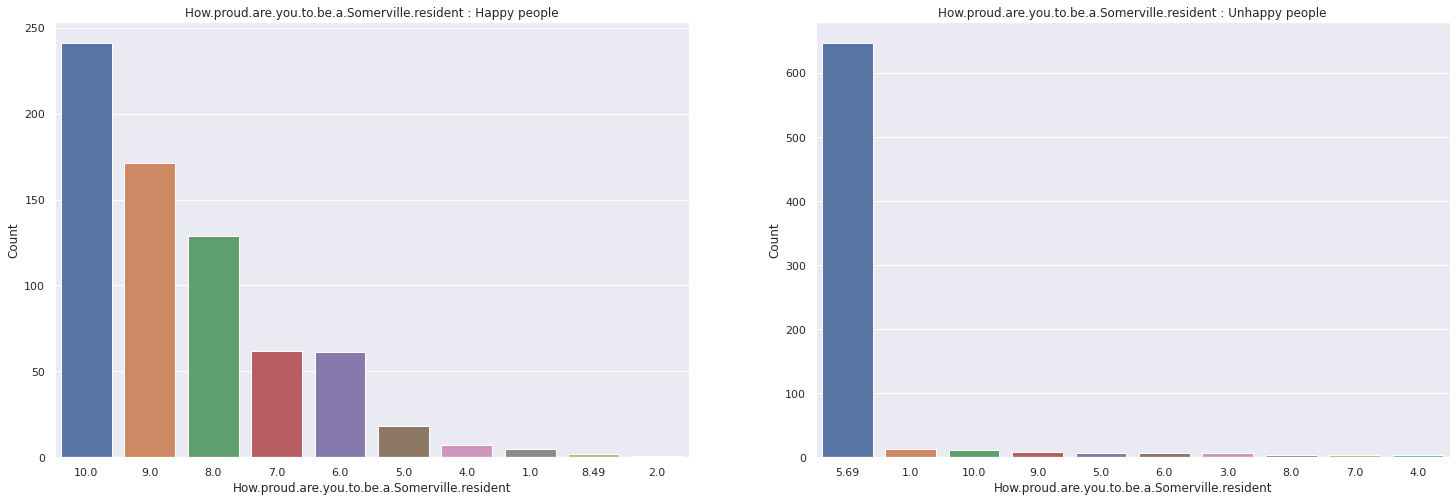 How.proud.are.you.to.be.a.Somerville.resident : Happy people
250
200
150
100
50
0
Count
10.0 9.0 8.0 7.0 6.0 5.0 4.0 1.0 8.49 2.0
How.proud.are.you.to.be.a.Somerville.resident
How.proud.are.you.to.be.a.Somerville.resident : Unhappy people
600
500
400
300
200
100
0
Count
5.69 1.0 10.0 9.0 5.0 6.0 3.0 8.0 7.0 4.0
How.proud.are.you.to.be.a.Somerville.resident